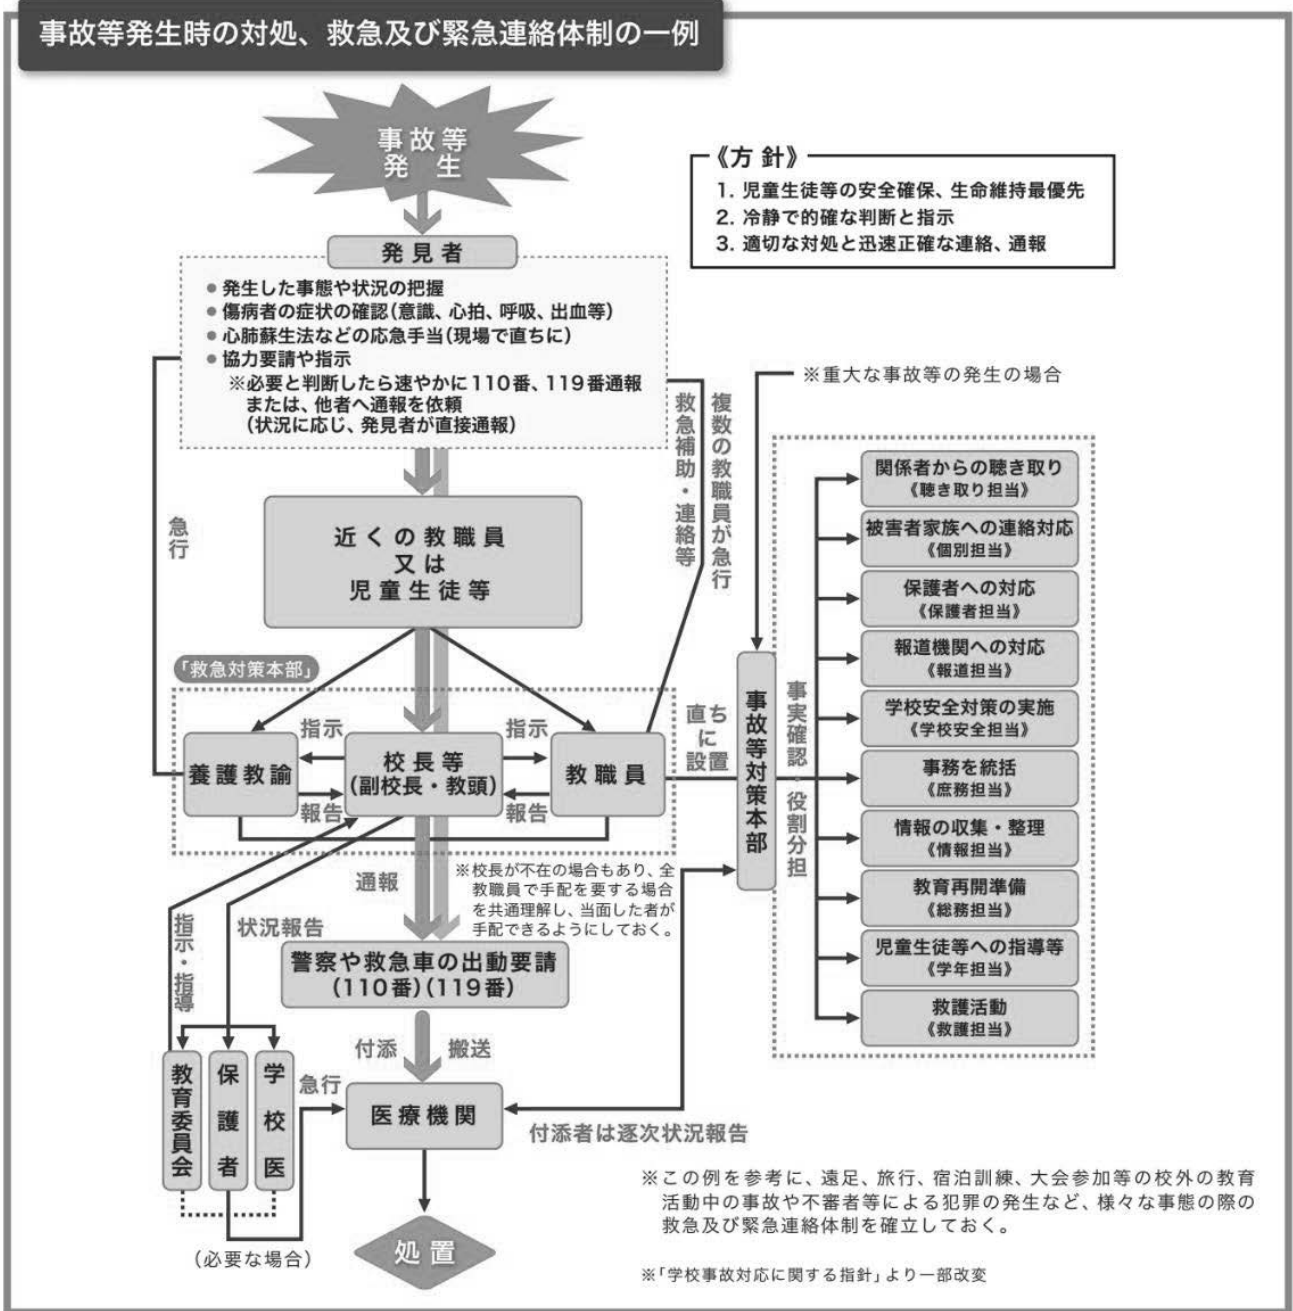 事故等発生時の対処、救急及び緊急連絡体制の一例
事故等
発 生
《方 針》
1. 児童生徒等の安全確保、生命維持最優先
2. 冷静で的確な判断と指示
3. 適切な対処と迅速正確な連絡、通報
発見者
● 発生した事態や状況の把握
● 傷病者の症状の確認(意識、心拍、呼吸、出血等)
● 心肺蘇生法などの応急手当(現場で直ちに)
● 協力要請や指示
※必要と判断したら速やかに110番、119番通報
または、他者へ通報を依頼
(状況に応じ、発見者が直接通報)
急行
複数の教職員が急行
救急補助・連絡等
近くの教職員
又は
児童生徒等
「救急対策本部」
養護教諭
指示
報告
校長等
(副校長・教頭)
指示
報告
教職員
直ち
に
設置
※重大な事故等の発生の場合
事故等対策本部
事実確認・役割分担
関係者からの聴き取り
《聴き取り担当》
被害者家族への連絡対応
《個別担当》
保護者への対応
《保護者担当》
報道機関への対応
《報道担当》
学校安全対策の実施
《学校安全担当》
事務を統括
《庶務担当》
情報の収集・整理
《情報担当》
教育再開準備
《総務担当》
児童生徒等への指導等
《学年担当》
救護活動
《救護担当》
通報
※校長が不在の場合もあり、全
教職員で手配を要する場合
を共通理解し、当面した者が
手配できるようにしておく。
指示・指導
状況報告
警察や救急車の出動要請
(110番)(119番)
付添
搬送
教育委員会
保護者
学校医
急行
医療機関
付添者は逐次状況報告
(必要な場合)
処置
※この例を参考に、遠足、旅行、宿泊訓練、大会参加等の校外の教育
活動中の事故や不審者等による犯罪の発生など、様々な事態の際の
救急及び緊急連絡体制を確立しておく。
※「学校事故対応に関する指針」より一部改変